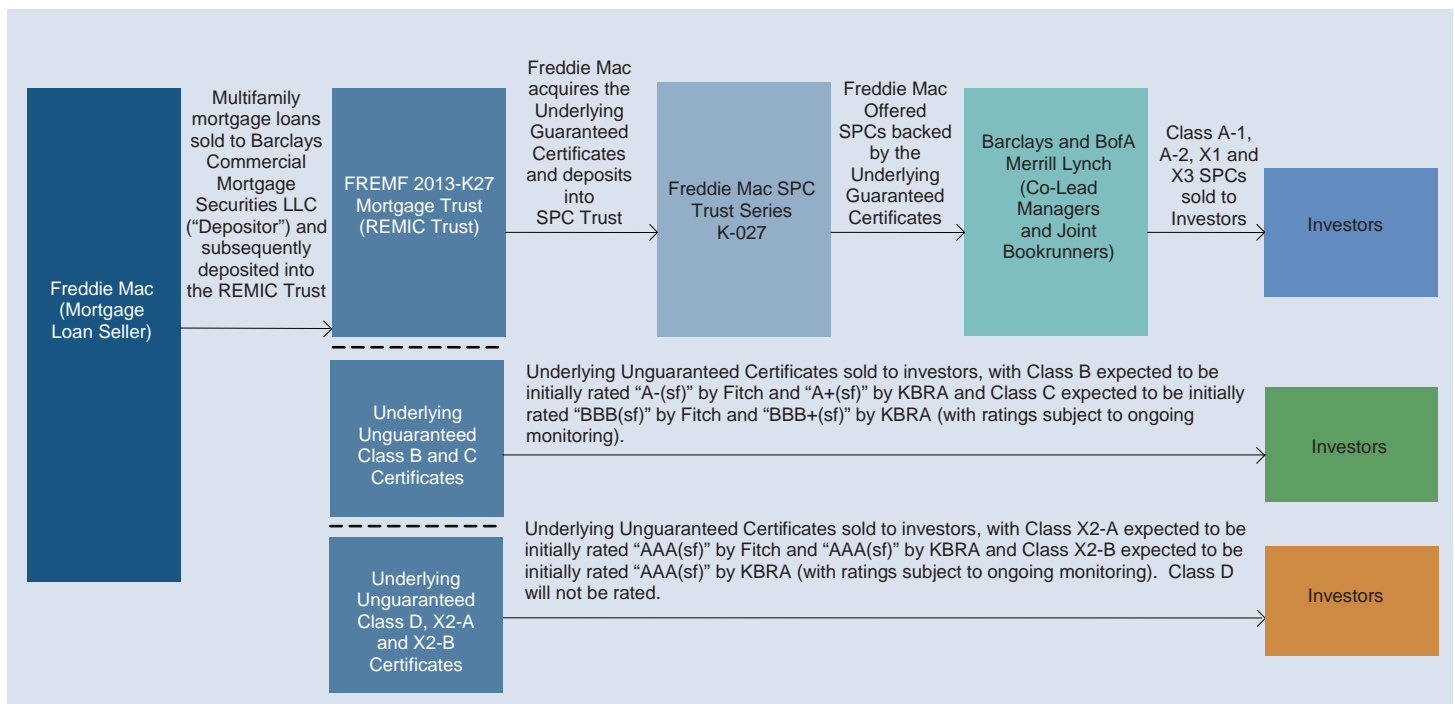 Freddie Mac
(Mortgage
Loan Seller)
Multifamily
mortgage loans
sold to Barclays
Commercial
Mortgage
Securities LLC
(“Depositor”) and
subsequently
deposited into
the REMIC Trust
FREMF 2013-K27
Mortgage Trust
(REMIC Trust)
Freddie Mac
acquires the
Underlying
Guaranteed
Certificates
and deposits
into
SPC Trust
Freddie Mac SPC
Trust Series
K-027
Freddie Mac
Offered
SPCs backed
by the
Underlying
Guaranteed
Certificates
Barclays and BofA
Merrill Lynch
(Co-Lead
Managers
and Joint
Bookrunners)
Class A-1,
A-2, X1 and
X3 SPCs
sold to
Investors
Investors
Underlying
Unguaranteed
Class B and C
Certificates
Underlying Unguaranteed Certificates sold to investors, with Class B expected to be
initially rated “A-(sf)” by Fitch and “A+(sf)” by KBRA and Class C expected to be initially
rated “BBB(sf)” by Fitch and “BBB+(sf)” by KBRA (with ratings subject to ongoing
monitoring).
Investors
Underlying
Unguaranteed
Class D, X2-A
and X2-B
Certificates
Underlying Unguaranteed Certificates sold to investors, with Class X2-A expected to be
initially rated “AAA(sf)” by Fitch and “AAA(sf)” by KBRA and Class X2-B expected to be
initially rated “AAA(sf)” by KBRA (with ratings subject to ongoing monitoring).  Class D
will not be rated.
Investors